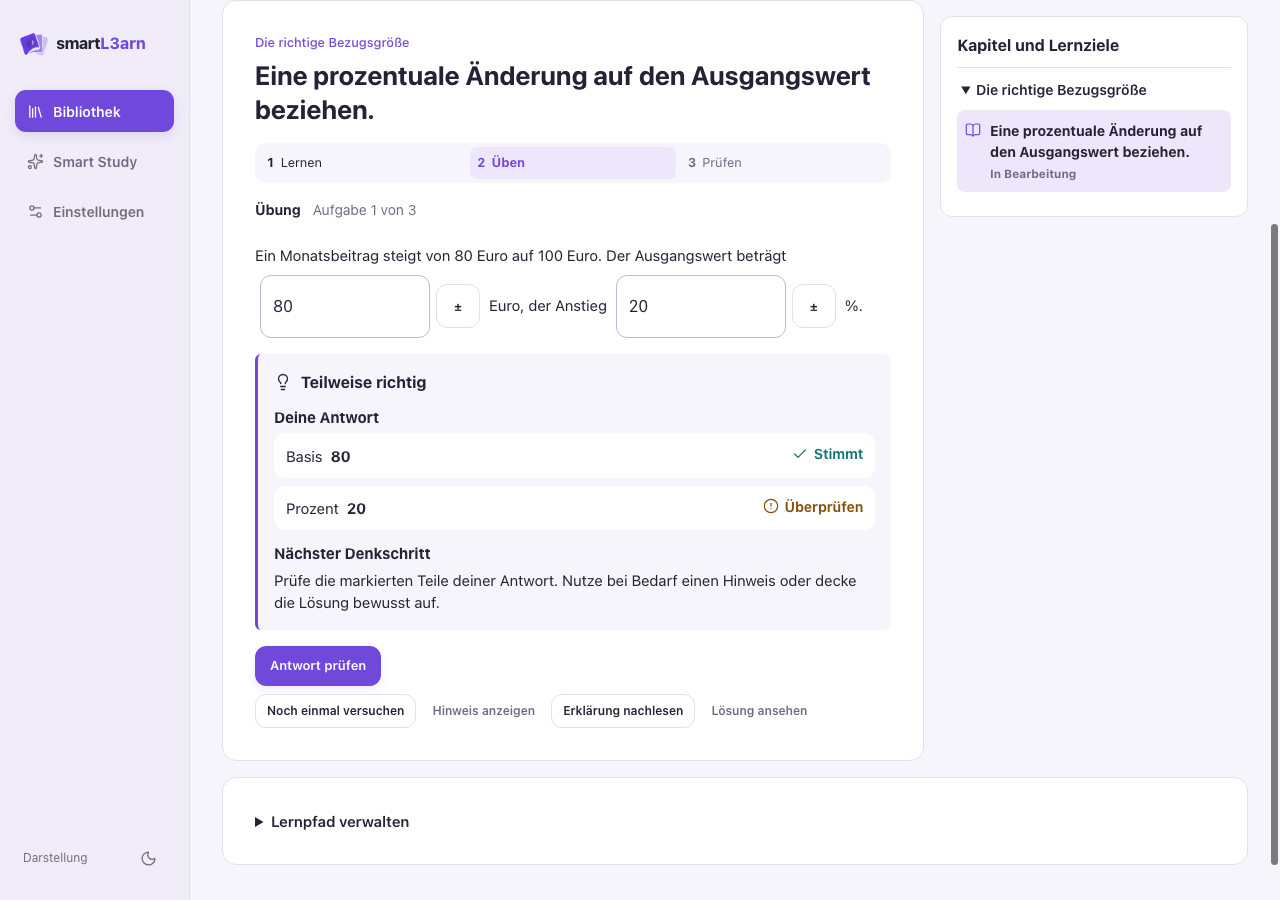 smartL3arn
Bibliothek
Smart Study
Einstellungen
Darstellung
Die richtige Bezugsgröße
Eine prozentuale Änderung auf den Ausgangswert
beziehen.
1 Lernen
2 Üben
3 Prüfen
Übung Aufgabe 1 von 3
Ein Monatsbeitrag steigt von 80 Euro auf 100 Euro. Der Ausgangswert beträgt
80 ± Euro, der Anstieg 20 ± %.
Teilweise richtig
Deine Antwort
Basis 80 Stimmt
Prozent 20 Überprüfen
Nächster Denkschritt
Prüfe die markierten Teile deiner Antwort. Nutze bei Bedarf einen Hinweis oder decke
die Lösung bewusst auf.
Antwort prüfen
Noch einmal versuchen Hinweis anzeigen Erklärung nachlesen Lösung ansehen
Lernpfad verwalten
Kapitel und Lernziele
Die richtige Bezugsgröße
Eine prozentuale Änderung auf
den Ausgangswert beziehen.
In Bearbeitung